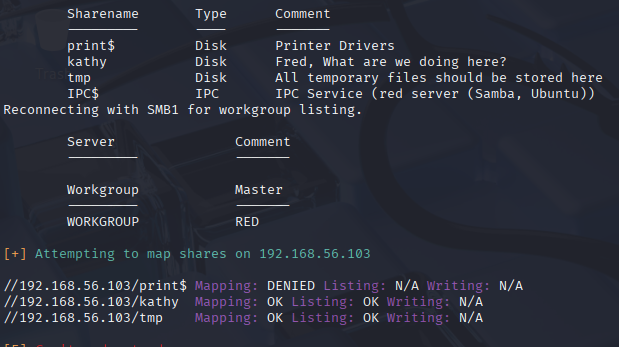 Sharename Type Comment
--------- ---- -------
print$ Disk Printer Drivers
kathy Disk Fred, What are we doing here?
tmp Disk All temporary files should be stored here
IPC$ IPC IPC Service (red server (Samba, Ubuntu))
Reconnecting with SMB1 for workgroup listing.
Server Comment
--------- -------
Workgroup Master
--------- -------
WORKGROUP RED
[+] Attempting to map shares on 192.168.56.103
//192.168.56.103/print$ Mapping: DENIED Listing: N/A Writing: N/A
//192.168.56.103/kathy Mapping: OK Listing: OK Writing: N/A
//192.168.56.103/tmp Mapping: OK Listing: OK Writing: N/A